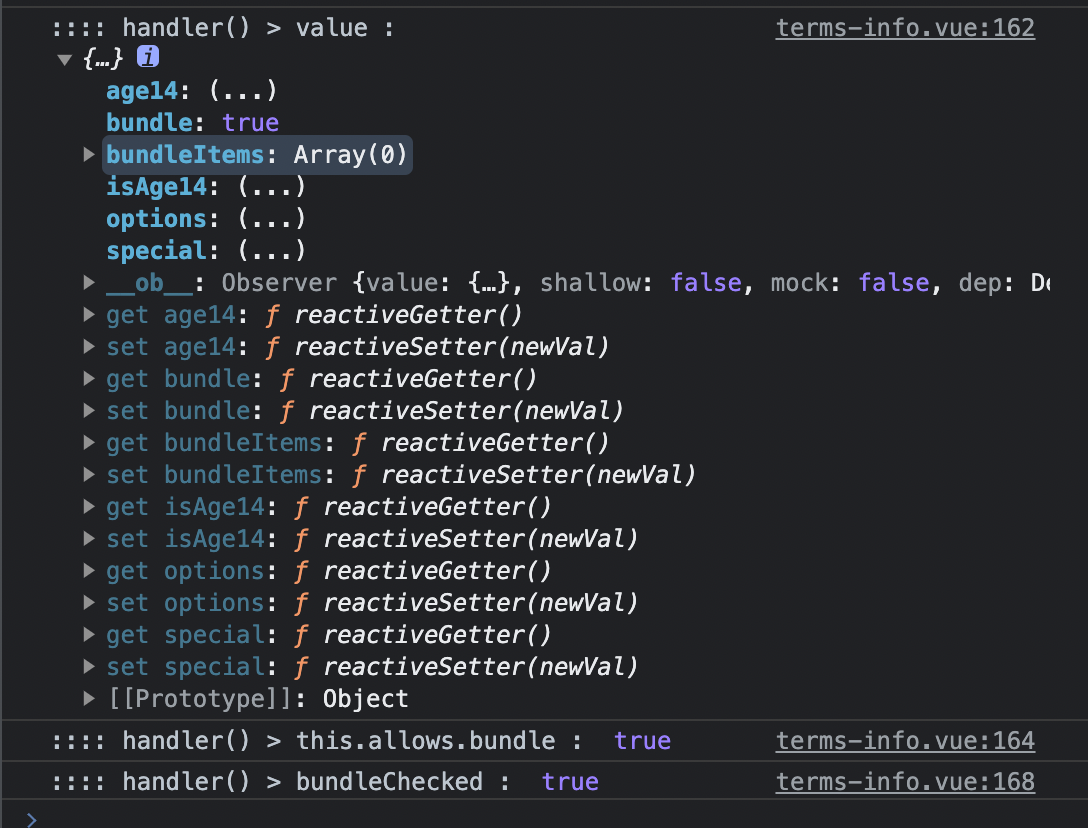 :::: handler() > value : terms-info.vue:162
{…} i
age14: (...)
bundle: true
bundleItems: Array(0)
isAge14: (...)
options: (...)
special: (...)
__ob__: Observer {value: {…}, shallow: false, mock: false, dep: De
get age14: ƒ reactiveGetter()
set age14: ƒ reactiveSetter(newVal)
get bundle: ƒ reactiveGetter()
set bundle: ƒ reactiveSetter(newVal)
get bundleItems: ƒ reactiveGetter()
set bundleItems: ƒ reactiveSetter(newVal)
get isAge14: ƒ reactiveGetter()
set isAge14: ƒ reactiveSetter(newVal)
get options: ƒ reactiveGetter()
set options: ƒ reactiveSetter(newVal)
get special: ƒ reactiveGetter()
set special: ƒ reactiveSetter(newVal)
[[Prototype]]: Object
:::: handler() > this.allows.bundle : true terms-info.vue:164
:::: handler() > bundleChecked : true terms-info.vue:168
>